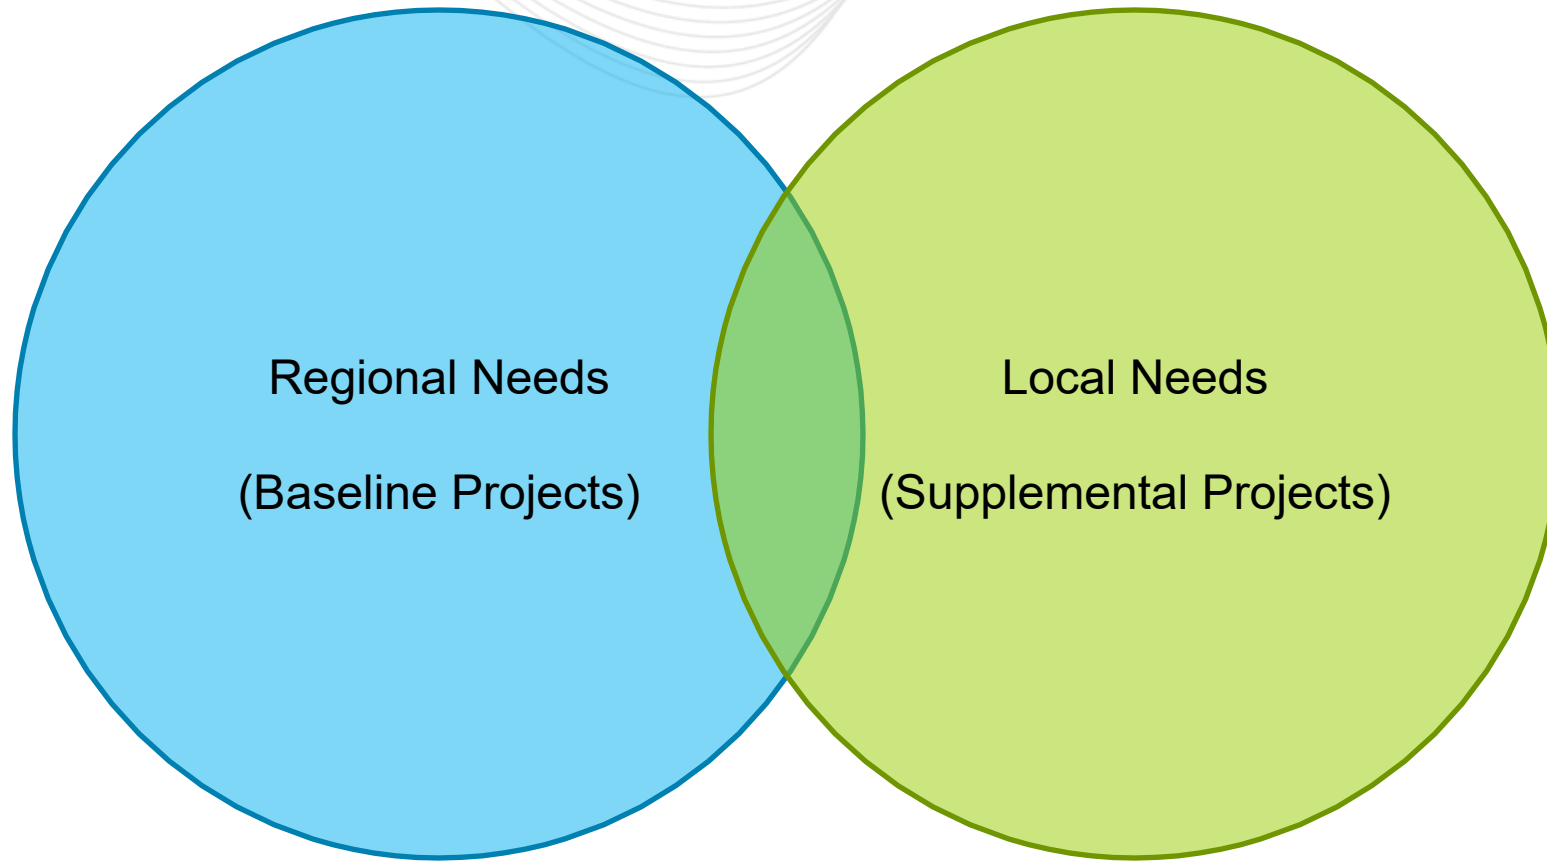 Regional Needs
(Baseline Projects)
Local Needs
(Supplemental Projects)